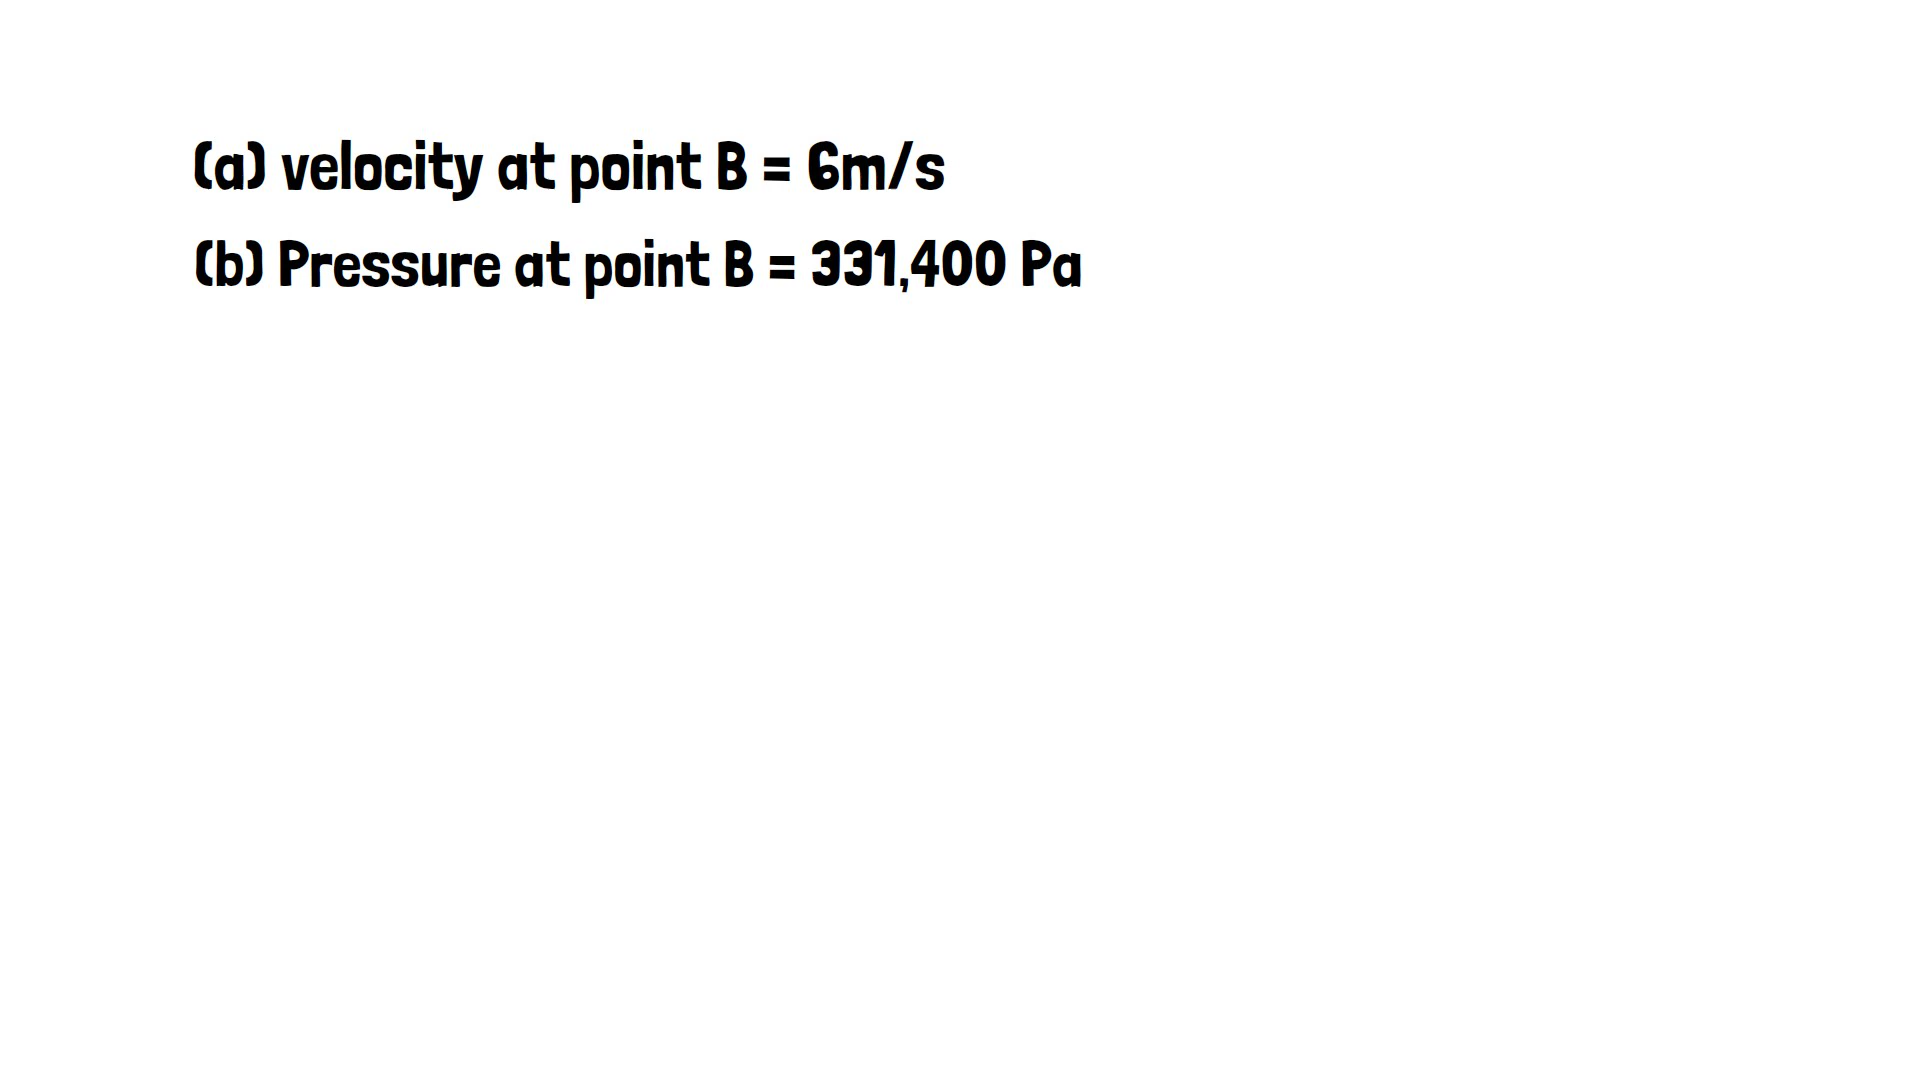 (a) velocity at point B = 6m/s
(b) Pressure at point B = 331,400 Pa